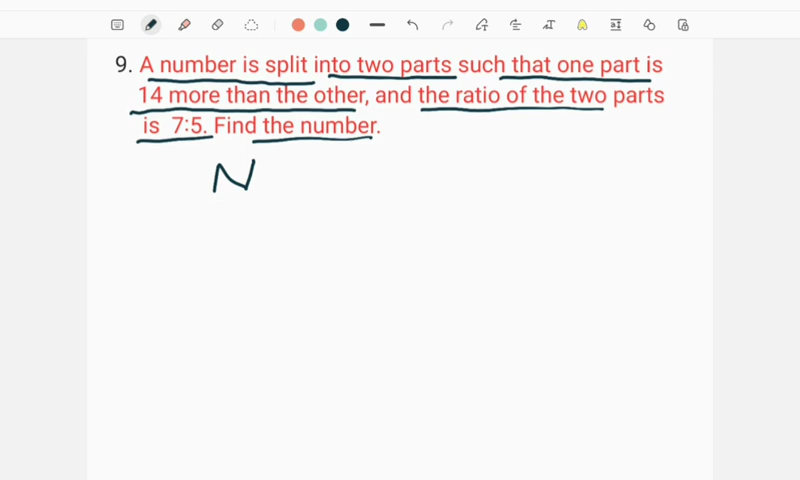 9. A number is split into two parts such that one part is
14 more than the other, and the ratio of the two parts
is 7:5. Find the number.
N